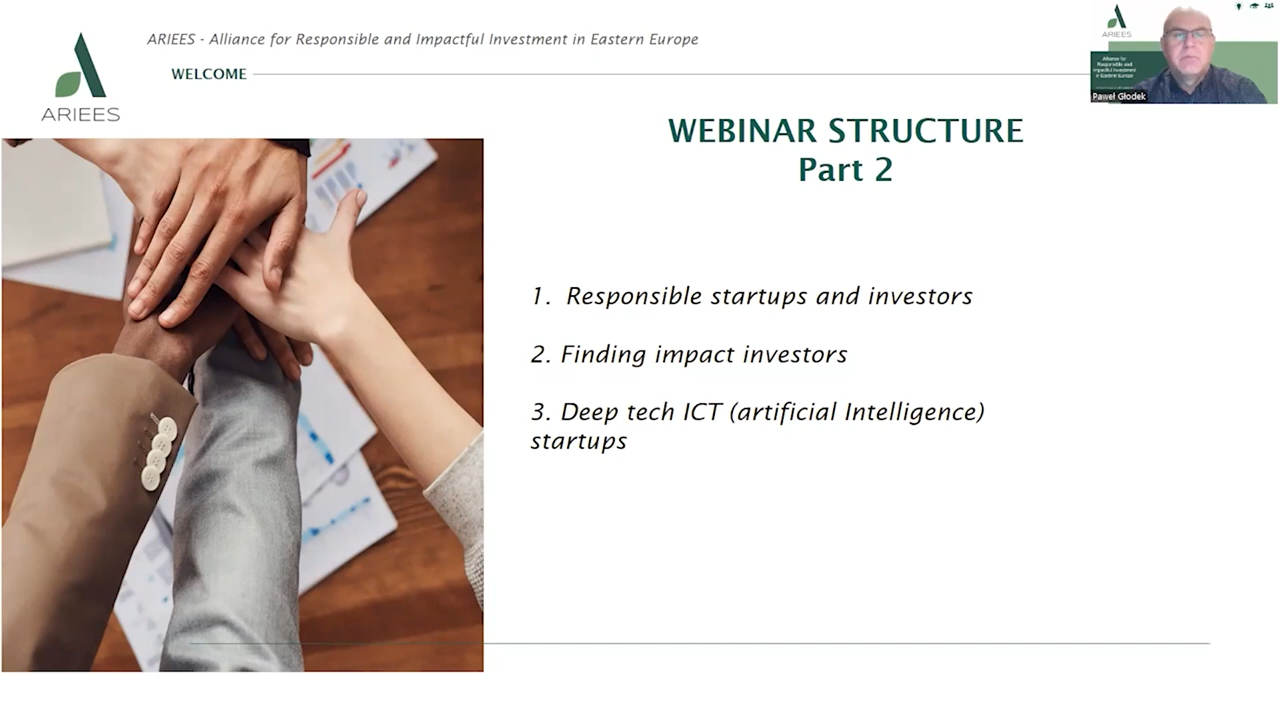 ARIEES - Alliance for Responsible and Impactful Investment in Eastern Europe
WELCOME
ARIEES
WEBINAR STRUCTURE
Part 2
1. Responsible startups and investors
2. Finding impact investors
3. Deep tech ICT (artificial Intelligence)
startups
ARIEES
Alliance for
Responsible and
Impactful Investment
in Eastern Europe
Paweł Głodek